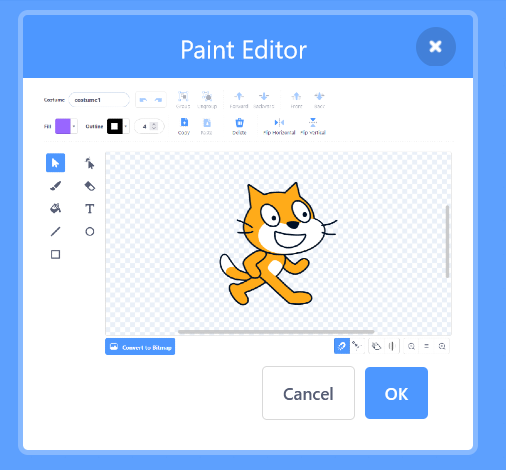 Paint Editor
Costume costume1 Group Ungroup Forward Backward Front Back
Fill Outline 4 Copy Paste Delete Flip Horizontal Flip Vertical
T
Convert to Bitmap
Cancel OK